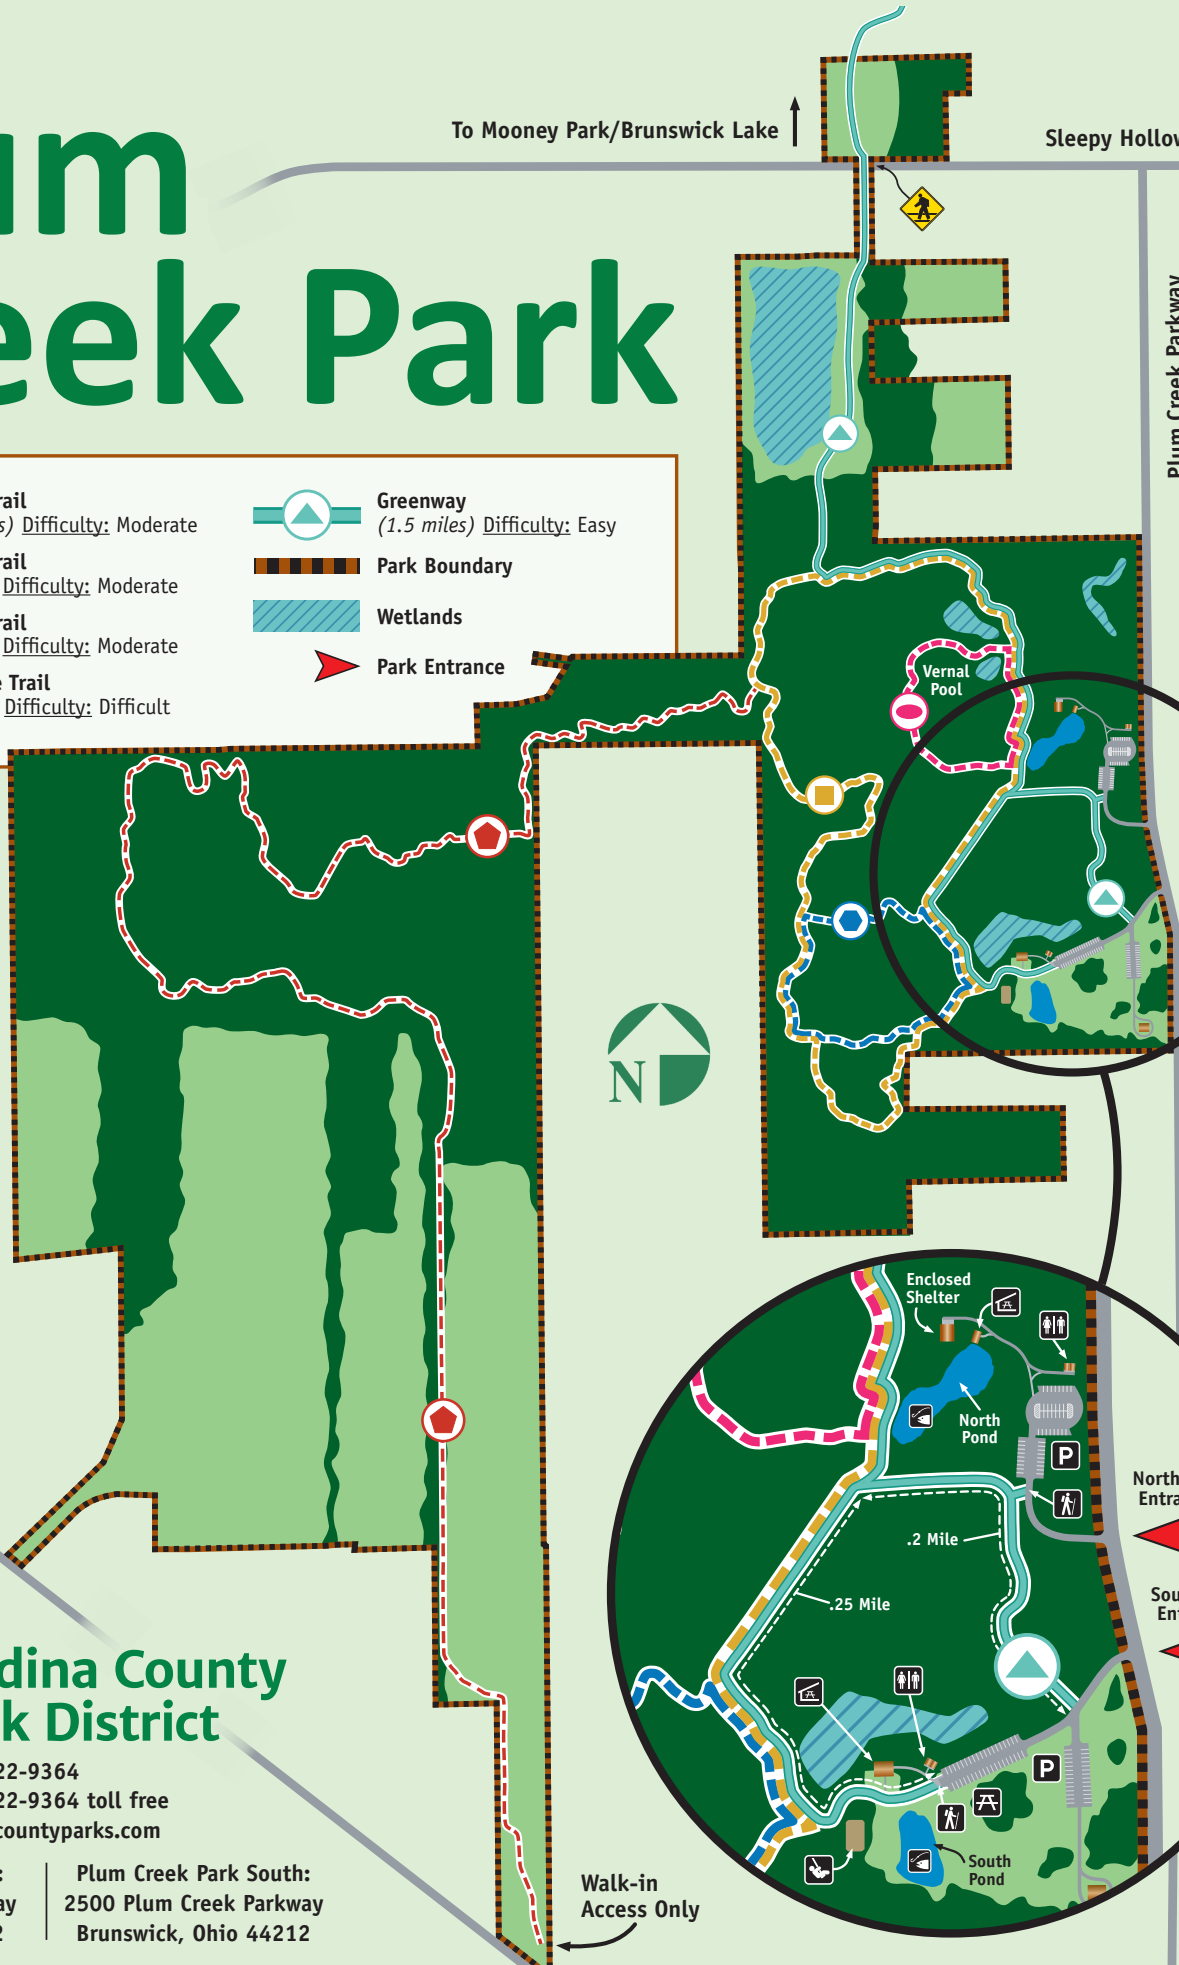 um
eek Park
To Mooney Park/Brunswick Lake
Sleepy Hollow
Plum Creek Parkway
rail
s) Difficulty: Moderate
rail
Difficulty: Moderate
rail
Difficulty: Moderate
e Trail
Difficulty: Difficult
Greenway
(1.5 miles) Difficulty: Easy
Park Boundary
Wetlands
Park Entrance
Vernal
Pool
N
Enclosed
Shelter
North
Pond
P
North
Entra
.2 Mile
.25 Mile
Sou
Ent
P
South
Pond
dina County
k District
22-9364
22-9364 toll free
countyparks.com
:
ay
2
Plum Creek Park South:
2500 Plum Creek Parkway
Brunswick, Ohio 44212
Walk-in
Access Only